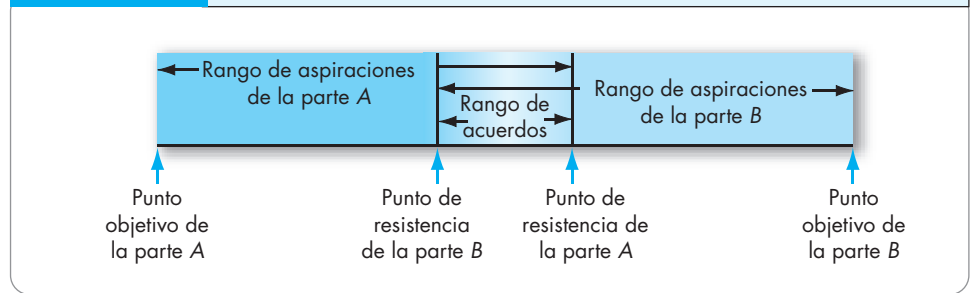 Rango de aspiraciones
de la parte A
Rango de
acuerdos
Rango de aspiraciones
de la parte B
Punto
objetivo de
la parte A
Punto de
resistencia
de la parte B
Punto de
resistencia de
la parte A
Punto
objetivo de
la parte B